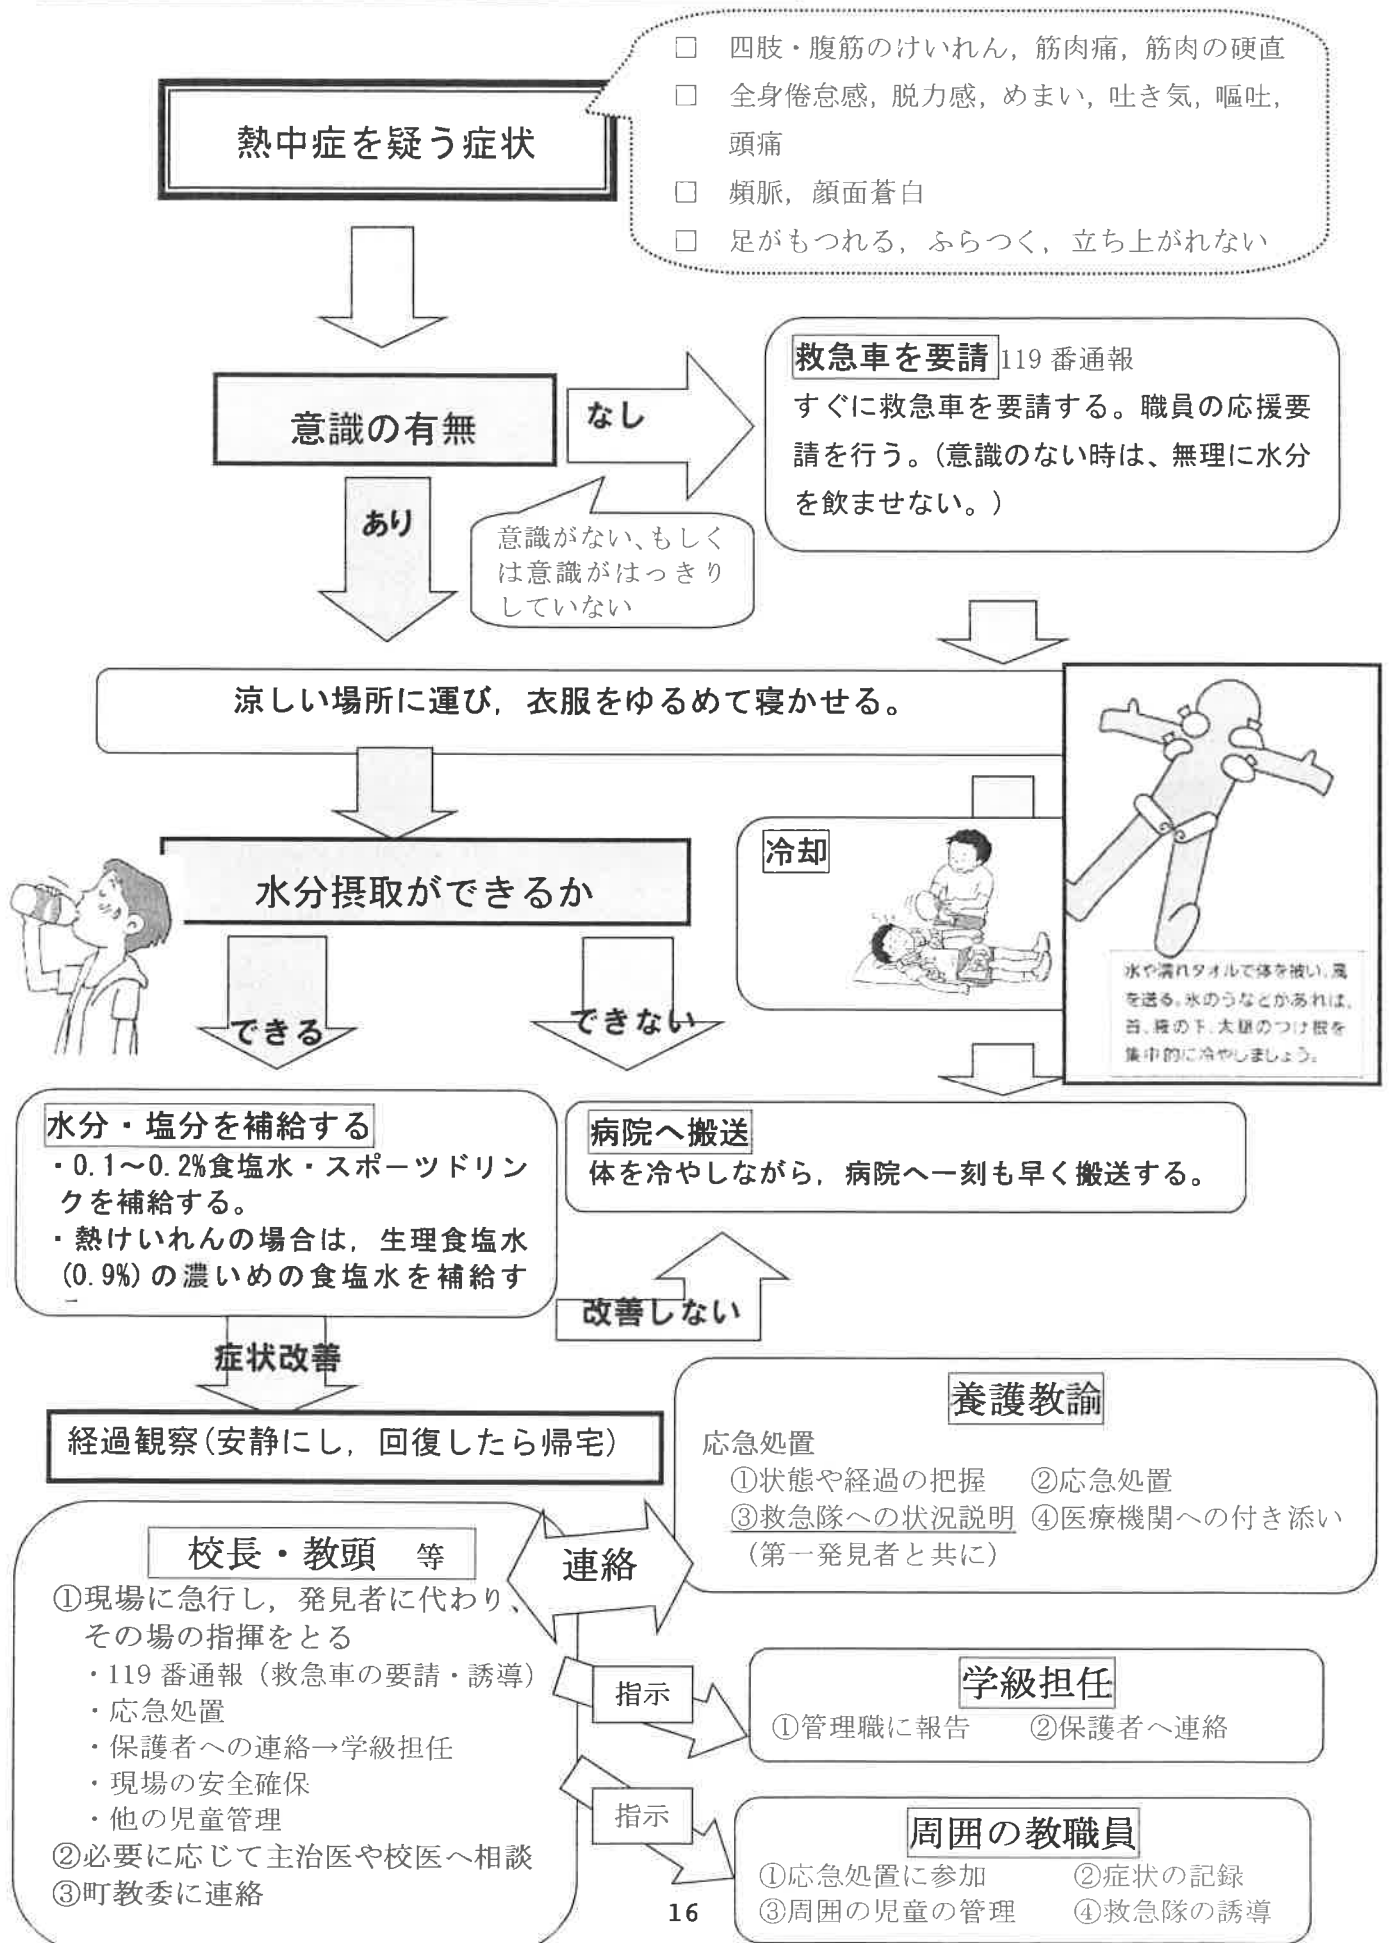 □ 四肢・腹筋のけいれん，筋肉痛，筋肉の硬直
□ 全身倦怠感，脱力感，めまい，吐き気，嘔吐，
頭痛
□ 頻脈，顔面蒼白
□ 足がもつれる，ふらつく，立ち上がれない
熱中症を疑う症状
意識の有無
なし
救急車を要請 119 番通報
すぐに救急車を要請する。職員の応援要
請を行う。（意識のない時は、無理に水分
を飲ませない。）
あり
意識がない、もしく
は意識がはっきり
していない
涼しい場所に運び，衣服をゆるめて寝かせる。
水分摂取ができるか
冷却
水や濡れタオルで体を被い、風
を送る。氷のうなどがあれば、
首、腋の下、太腿のつけ根を
集中的に冷やしましょう。
できる
できない
水分・塩分を補給する
・0.1～0.2%食塩水・スポーツドリン
クを補給する。
・熱けいれんの場合は，生理食塩水
(0.9%)の濃いめの食塩水を補給す
病院へ搬送
体を冷やしながら，病院へ一刻も早く搬送する。
改善しない
症状改善
経過観察(安静にし，回復したら帰宅)
養護教諭
応急処置
①状態や経過の把握 ②応急処置
③救急隊への状況説明 ④医療機関への付き添い
（第一発見者と共に）
連絡
校長・教頭 等
①現場に急行し，発見者に代わり、
その場の指揮をとる
・119 番通報（救急車の要請・誘導）
・応急処置
・保護者への連絡→学級担任
・現場の安全確保
・他の児童管理
②必要に応じて主治医や校医へ相談
③町教委に連絡
指示
学級担任
①管理職に報告 ②保護者へ連絡
指示
周囲の教職員
①応急処置に参加 ②症状の記録
③周囲の児童の管理 ④救急隊の誘導
16